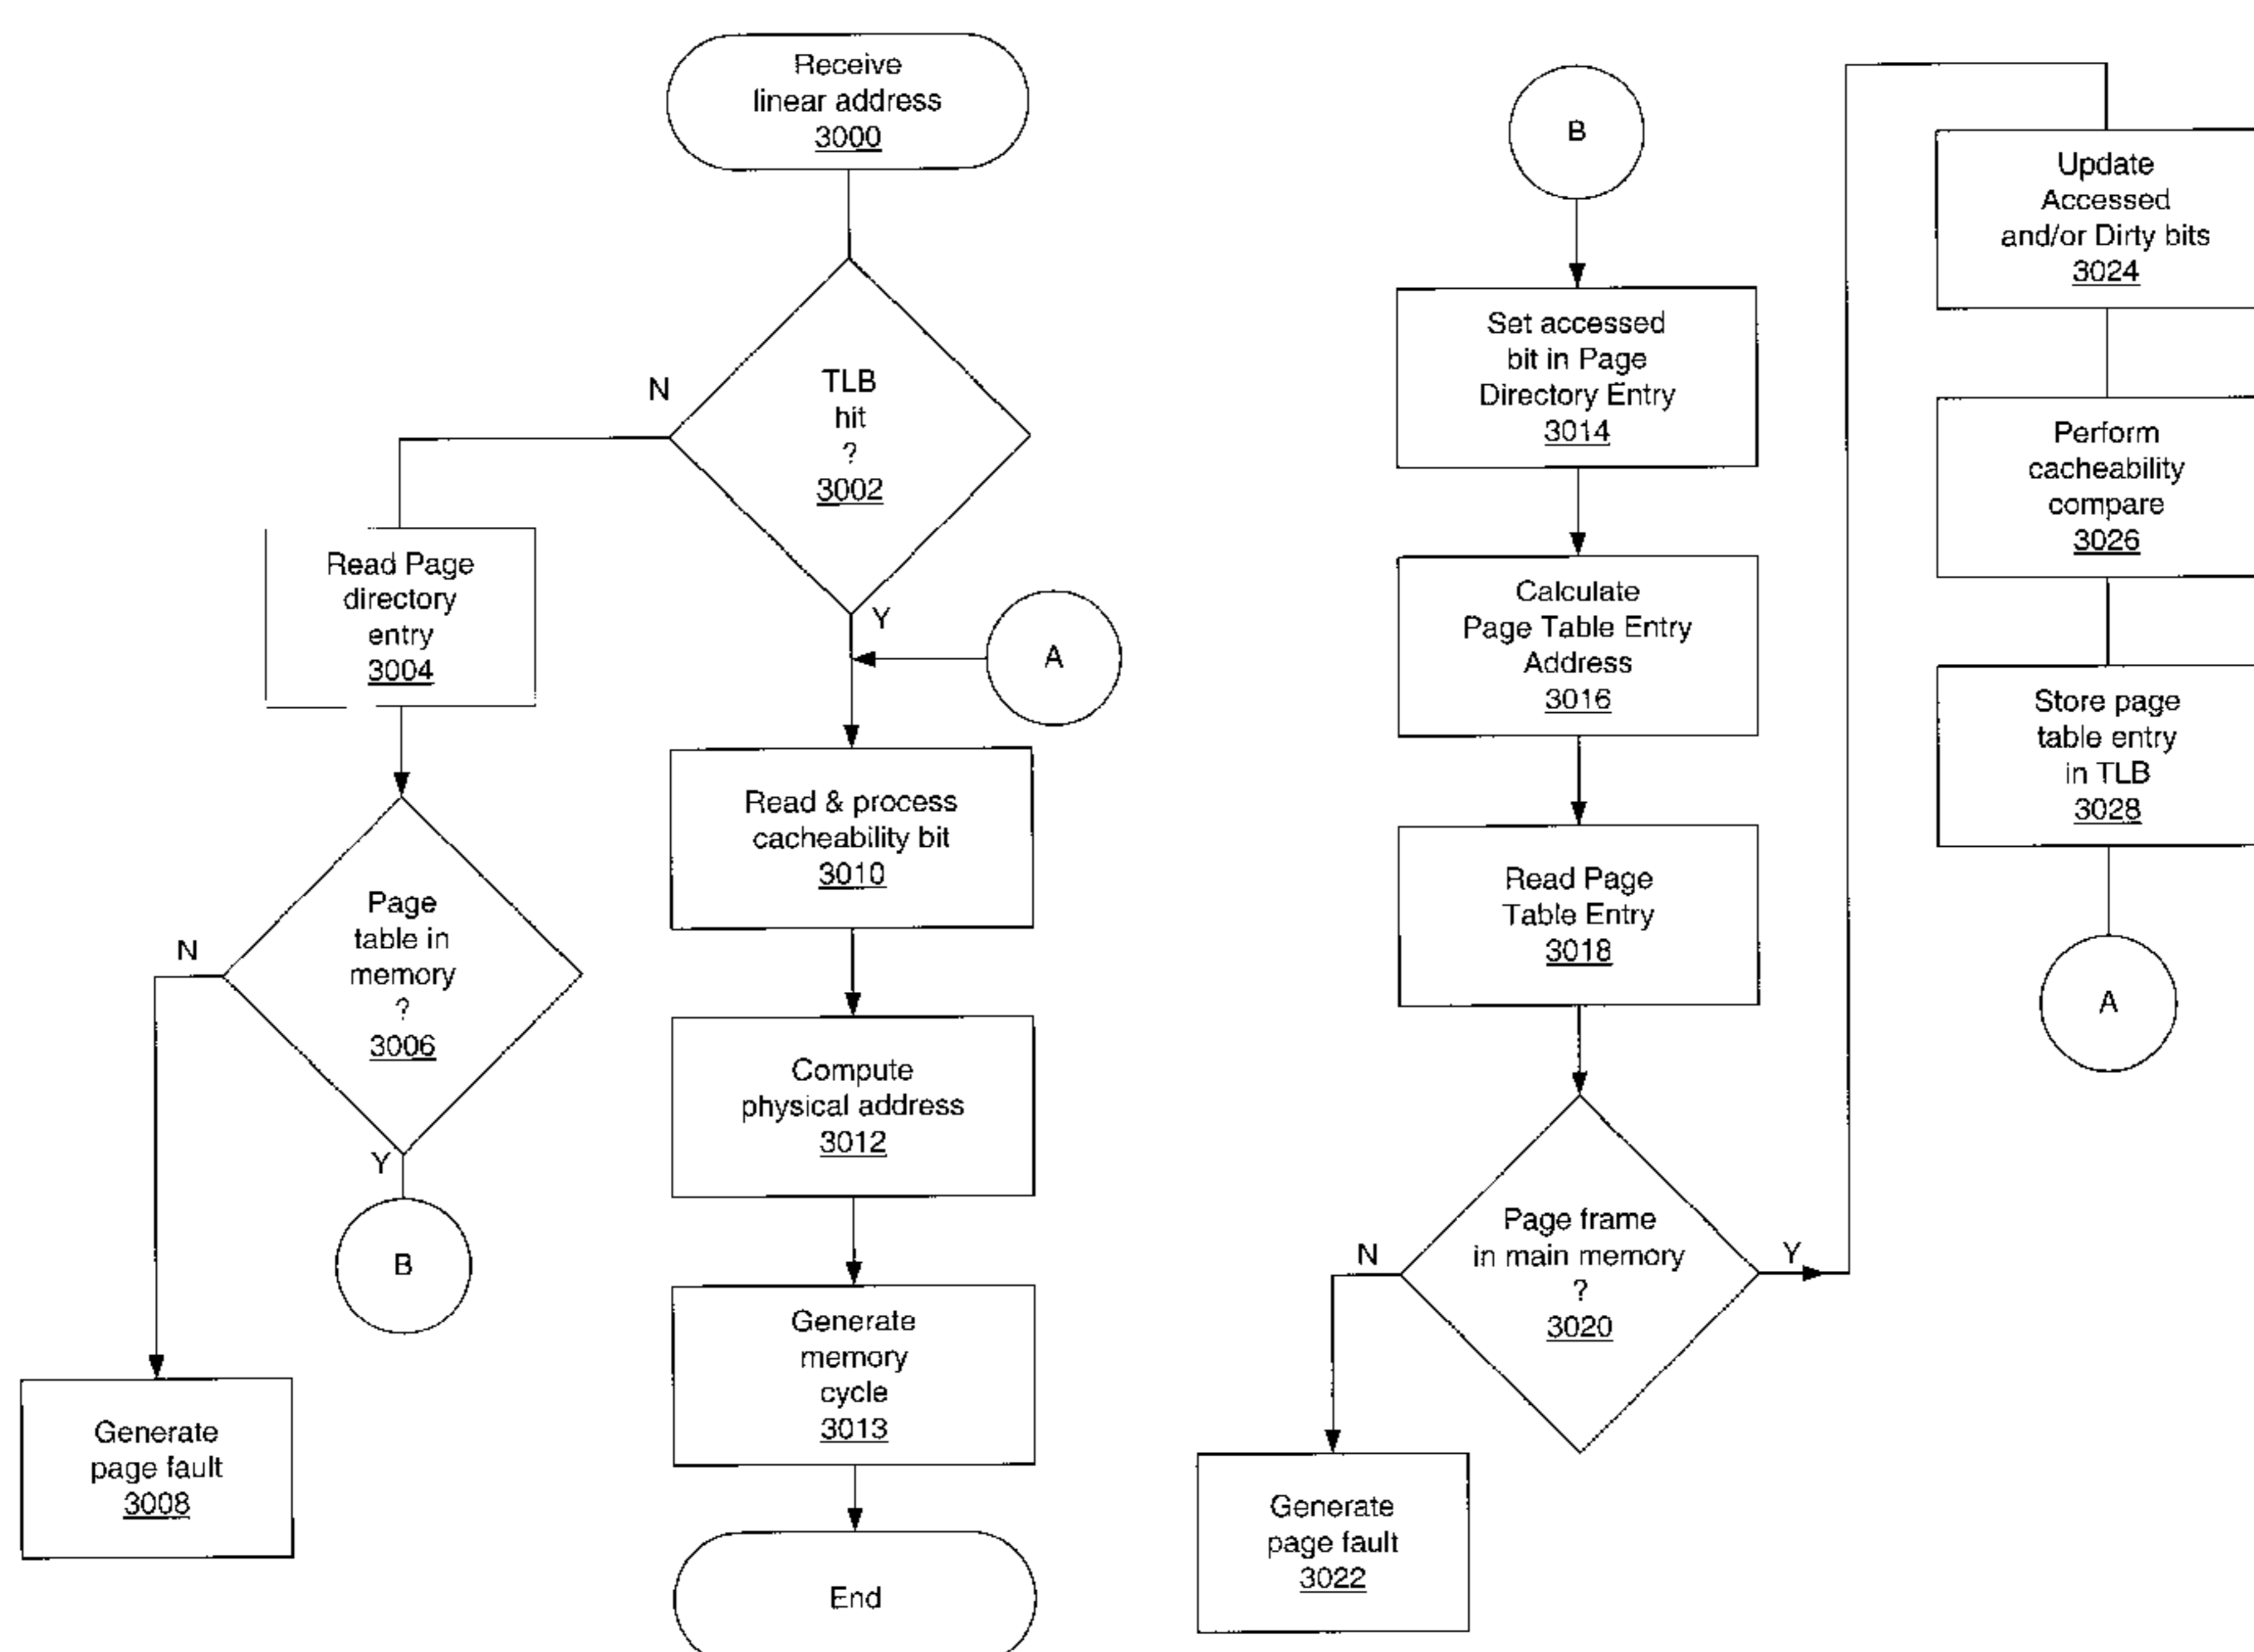 Receive
linear address
3000
TLB
hit
?
3002
N
Y
A
Read Page
directory
entry
3004
Page
table in
memory
?
3006
N
Y
B
Generate
page fault
3008
Read & process
cacheability bit
3010
Compute
physical address
3012
Generate
memory
cycle
3013
End
B
Set accessed
bit in Page
Directory Entry
3014
Calculate
Page Table Entry
Address
3016
Read Page
Table Entry
3018
Page frame
in main memory
?
3020
N
Y
Generate
page fault
3022
Update
Accessed
and/or Dirty bits
3024
Perform
cacheability
compare
3026
Store page
table entry
in TLB
3028
A